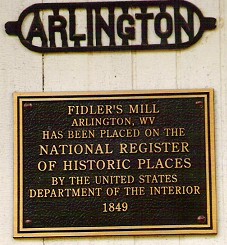 ARLINGTON
FIDLER'S MILL
ARLINGTON, WV
HAS BEEN PLACED ON THE
NATIONAL REGISTER
OF HISTORIC PLACES
BY THE UNITED STATES
DEPARTMENT OF THE INTERIOR
1849